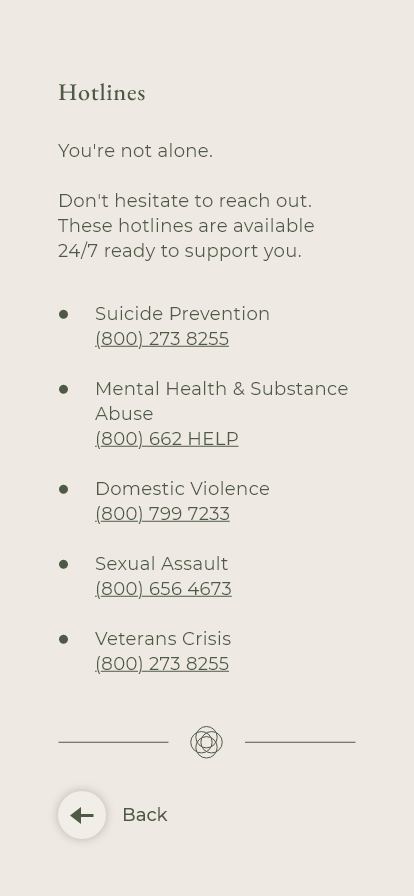 Hotlines
You're not alone.
Don't hesitate to reach out.
These hotlines are available
24/7 ready to support you.
Suicide Prevention
(800) 273 8255
Mental Health & Substance
Abuse
(800) 662 HELP
Domestic Violence
(800) 799 7233
Sexual Assault
(800) 656 4673
Veterans Crisis
(800) 273 8255
Back